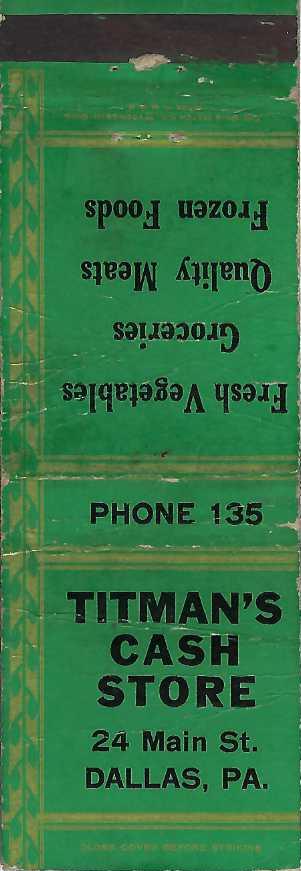 Fresh Vegetables
Groceries
Quality Meats
Frozen Foods
PHONE 135
TITMAN'S
CASH
STORE
24 Main St.
DALLAS, PA.
CLOSE COVER BEFORE STRIKING